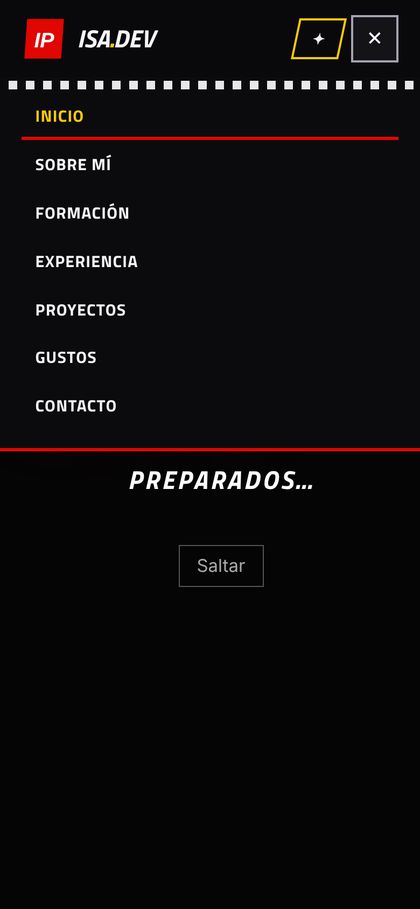 IP ISA.DEV ✦ ✕
INICIO
SOBRE MÍ
FORMACIÓN
EXPERIENCIA
PROYECTOS
GUSTOS
CONTACTO
PREPARADOS...
Saltar